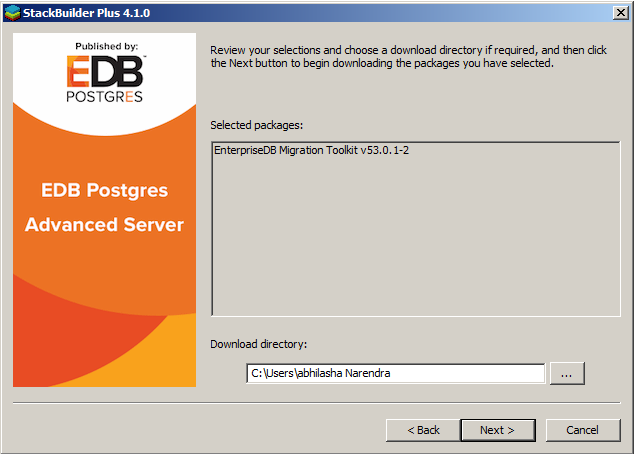 StackBuilder Plus 4.1.0
Published by:
EDB™
POSTGRES
EDB Postgres
Advanced Server
Review your selections and choose a download directory if required, and then click
the Next button to begin downloading the packages you have selected.
Selected packages:
EnterpriseDB Migration Toolkit v53.0.1-2
Download directory:
C:\Users\abhilasha Narendra
...
< Back
Next >
Cancel